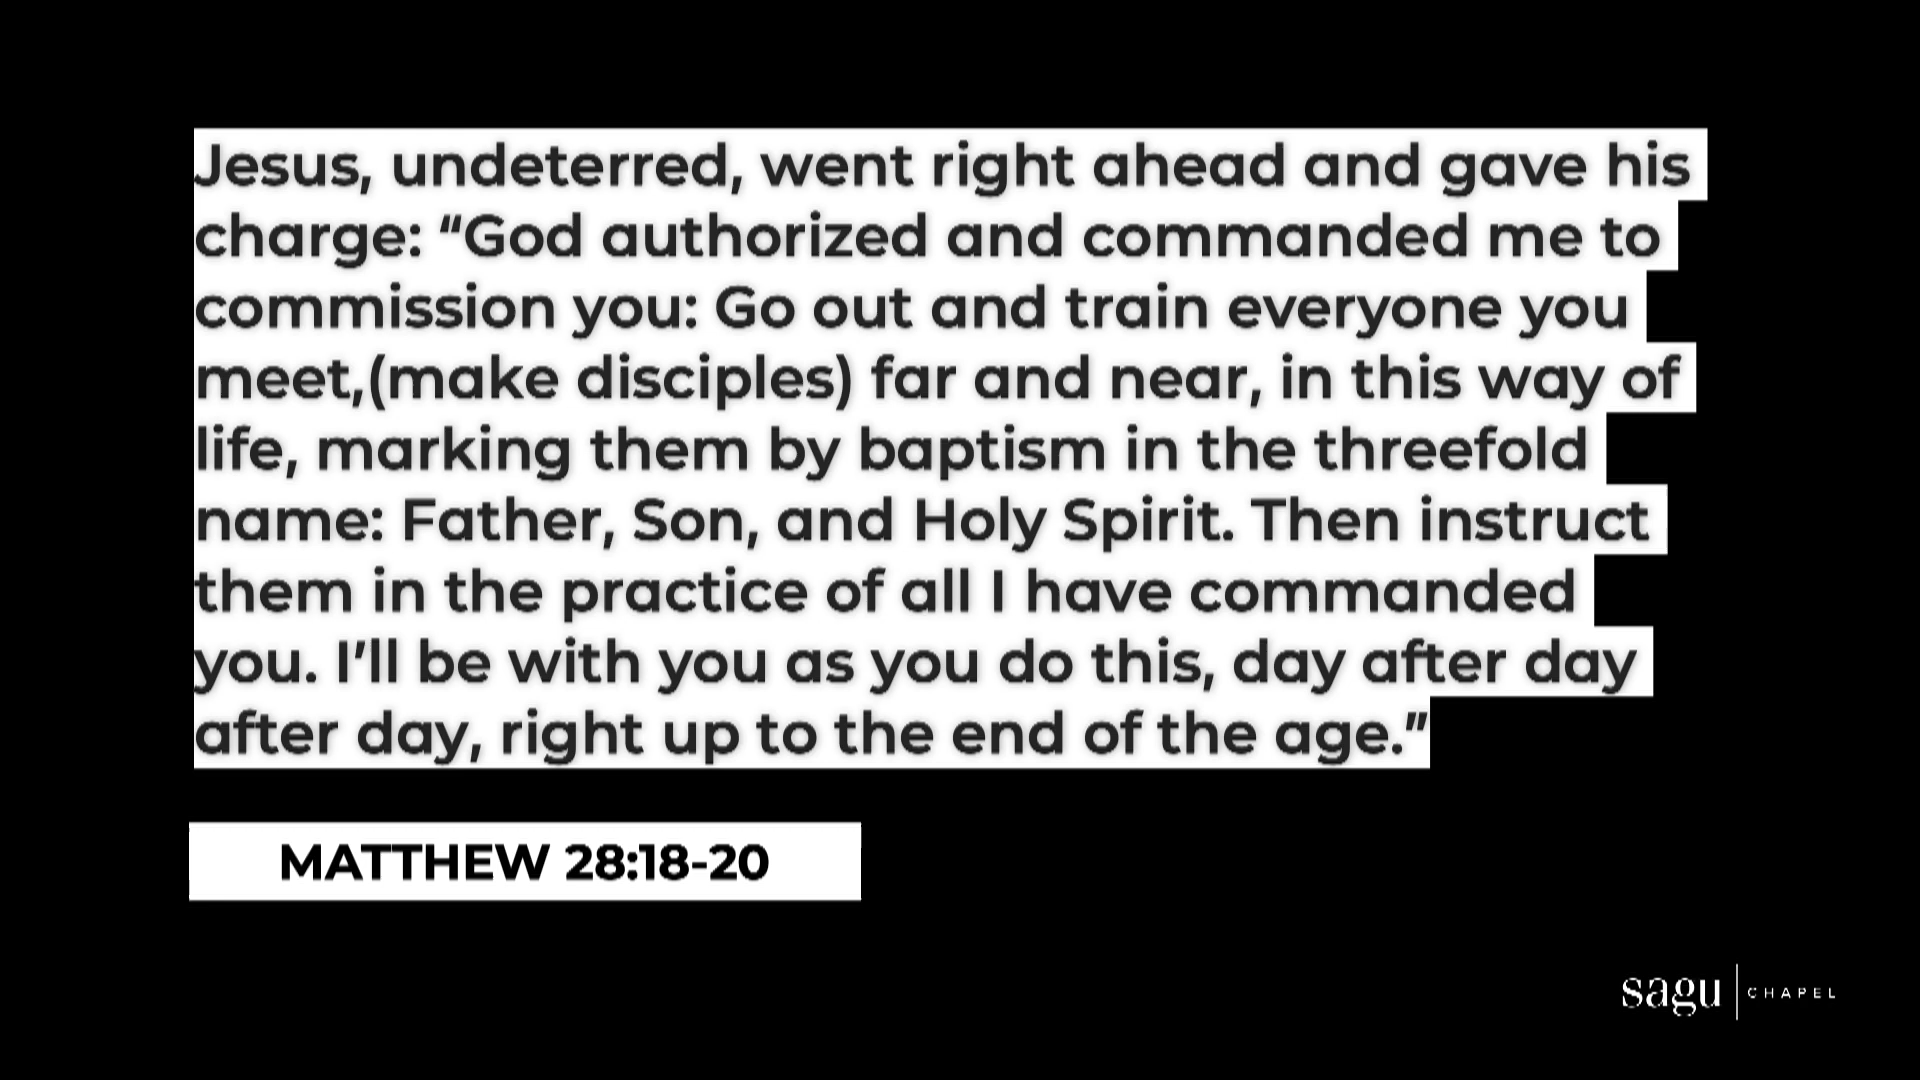 Jesus, undeterred, went right ahead and gave his
charge: “God authorized and commanded me to
commission you: Go out and train everyone you
meet,(make disciples) far and near, in this way of
life, marking them by baptism in the threefold
name: Father, Son, and Holy Spirit. Then instruct
them in the practice of all I have commanded
you. I’ll be with you as you do this, day after day
after day, right up to the end of the age.”
MATTHEW 28:18-20
sagu CHAPEL